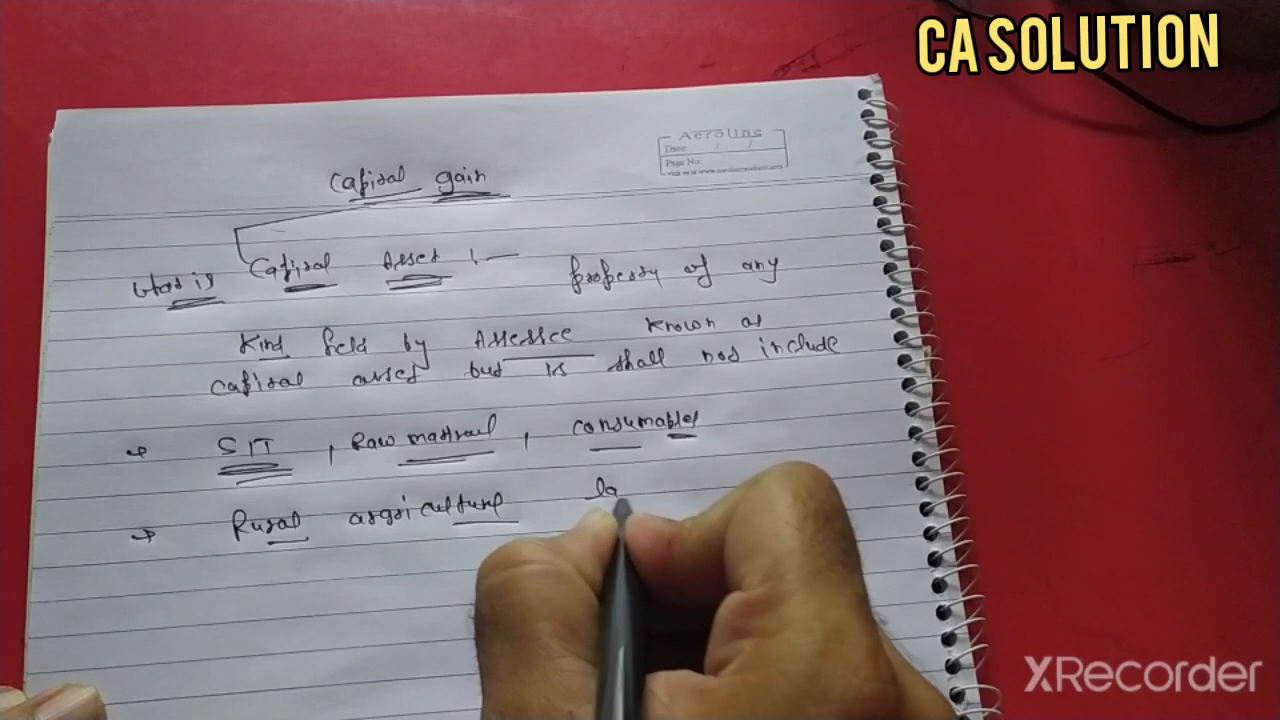 CA SOLUTION
Aeroline
Date: / /
Page No:
Capital gain
What is Capital Asset :- Property of any
Kind held by Assessee Known as
Capital asset but it shall not include
→ SIT, Raw material, consumables
→ Rural agriculture la
XRecorder